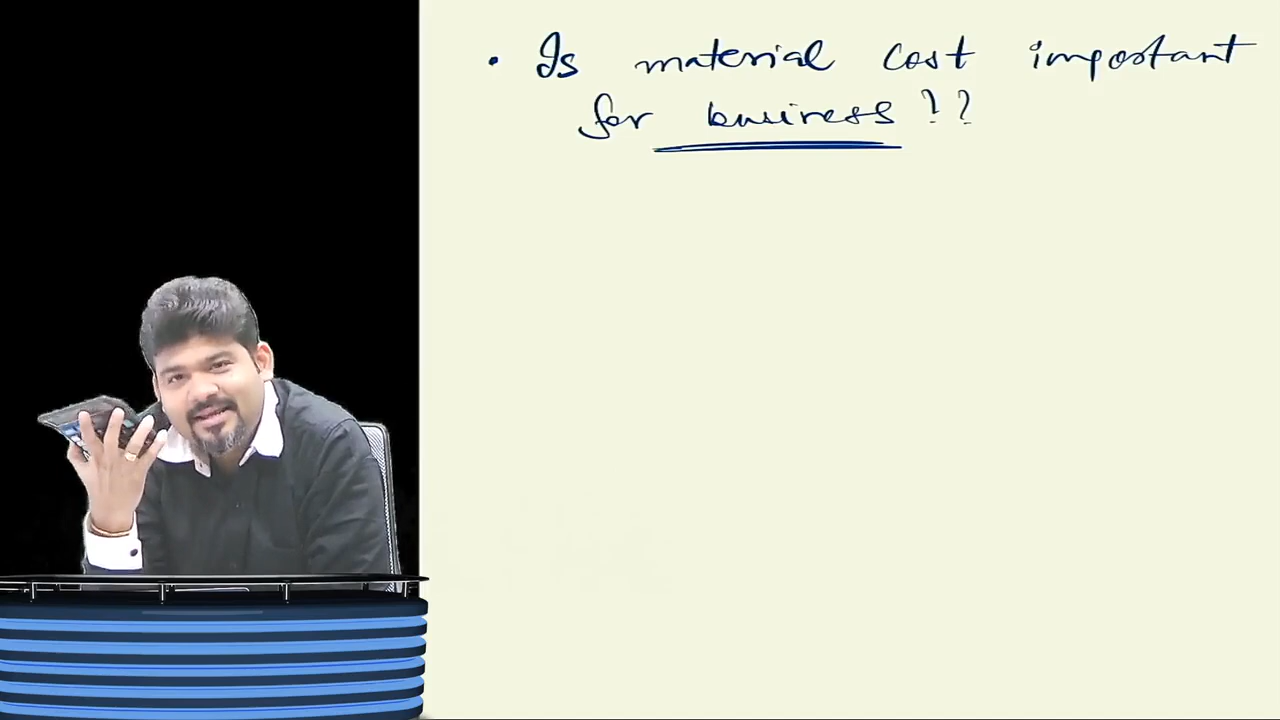 • Is material cost important
for business ??